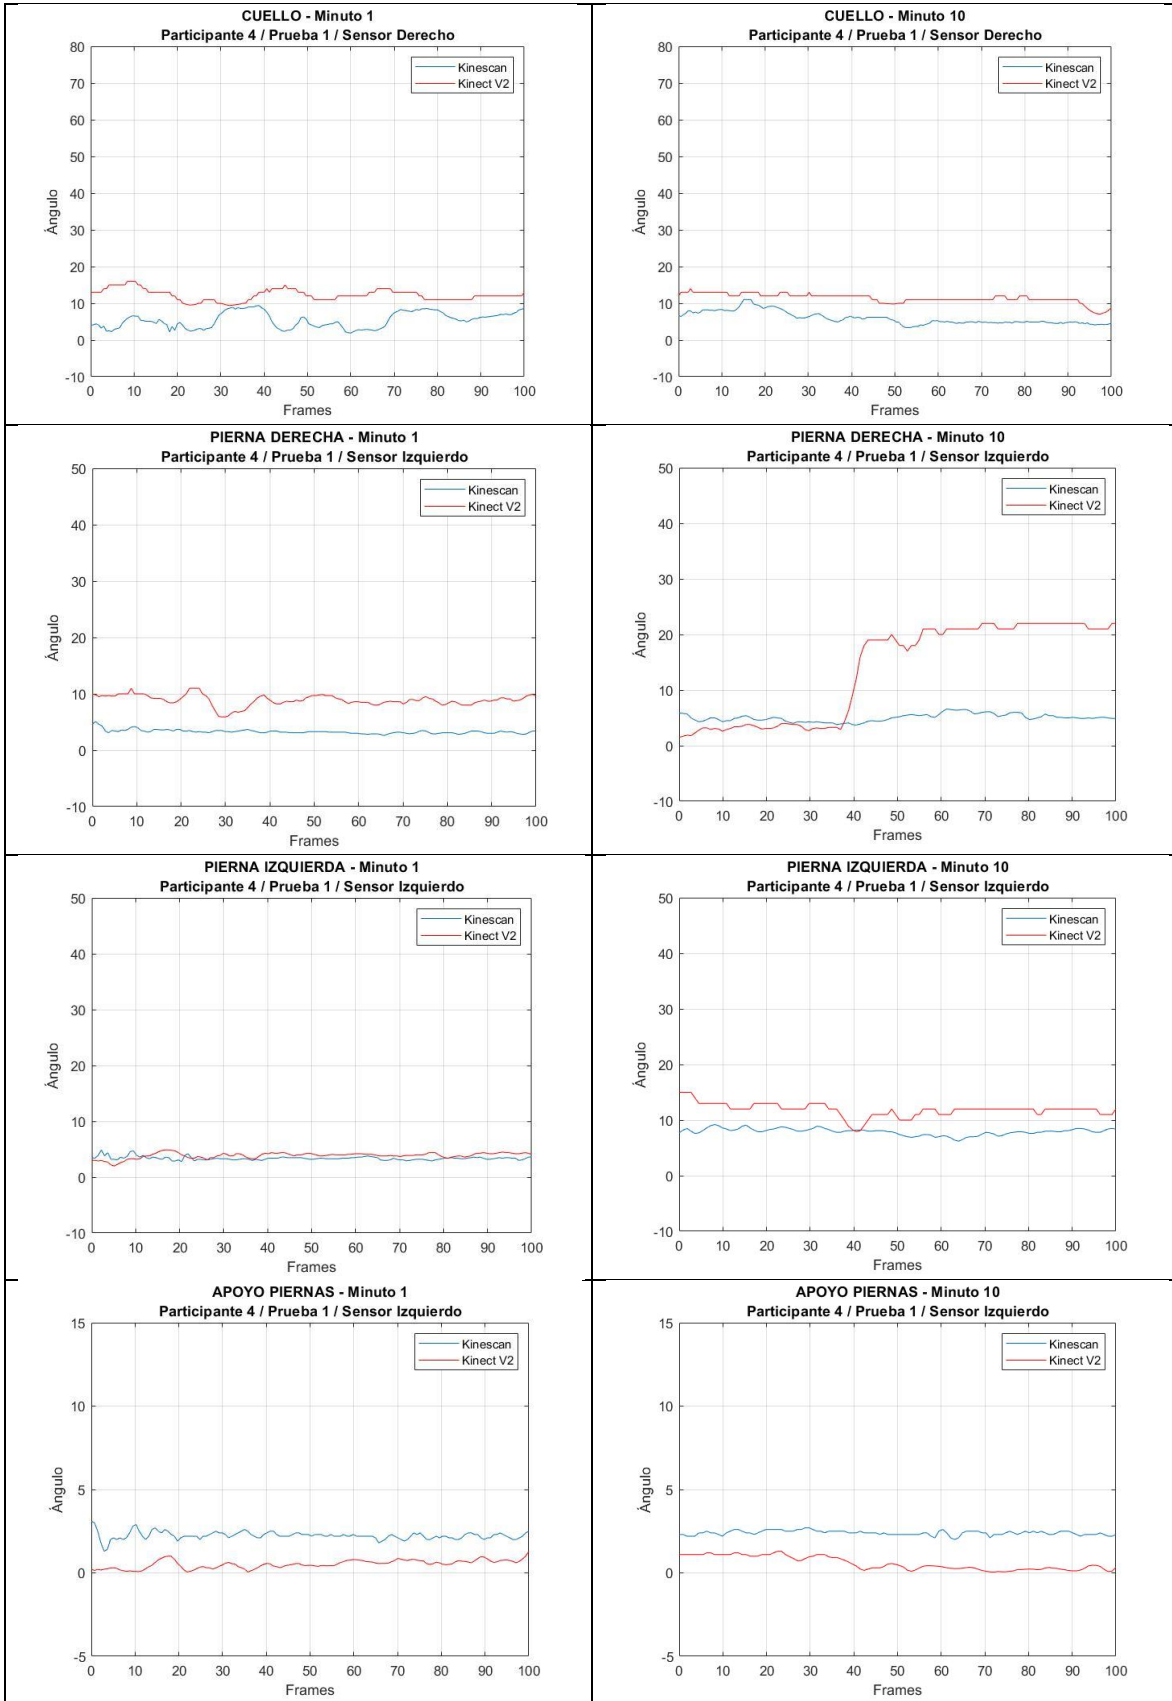 CUELLO - Minuto 1
Participante 4 / Prueba 1 / Sensor Derecho
80
70
60
50
40
30
20
10
0
-10
Ángulo
Kinescan
Kinect V2
0 10 20 30 40 50 60 70 80 90 100
Frames
CUELLO - Minuto 10
Participante 4 / Prueba 1 / Sensor Derecho
80
70
60
50
40
30
20
10
0
-10
Ángulo
Kinescan
Kinect V2
0 10 20 30 40 50 60 70 80 90 100
Frames
PIERNA DERECHA - Minuto 1
Participante 4 / Prueba 1 / Sensor Izquierdo
50
40
30
20
10
0
-10
Ángulo
Kinescan
Kinect V2
0 10 20 30 40 50 60 70 80 90 100
Frames
PIERNA DERECHA - Minuto 10
Participante 4 / Prueba 1 / Sensor Izquierdo
50
40
30
20
10
0
-10
Ángulo
Kinescan
Kinect V2
0 10 20 30 40 50 60 70 80 90 100
Frames
PIERNA IZQUIERDA - Minuto 1
Participante 4 / Prueba 1 / Sensor Izquierdo
50
40
30
20
10
0
-10
Ángulo
Kinescan
Kinect V2
0 10 20 30 40 50 60 70 80 90 100
Frames
PIERNA IZQUIERDA - Minuto 10
Participante 4 / Prueba 1 / Sensor Izquierdo
50
40
30
20
10
0
-10
Ángulo
Kinescan
Kinect V2
0 10 20 30 40 50 60 70 80 90 100
Frames
APOYO PIERNAS - Minuto 1
Participante 4 / Prueba 1 / Sensor Izquierdo
15
10
5
0
-5
Ángulo
Kinescan
Kinect V2
0 10 20 30 40 50 60 70 80 90 100
Frames
APOYO PIERNAS - Minuto 10
Participante 4 / Prueba 1 / Sensor Izquierdo
15
10
5
0
-5
Ángulo
Kinescan
Kinect V2
0 10 20 30 40 50 60 70 80 90 100
Frames